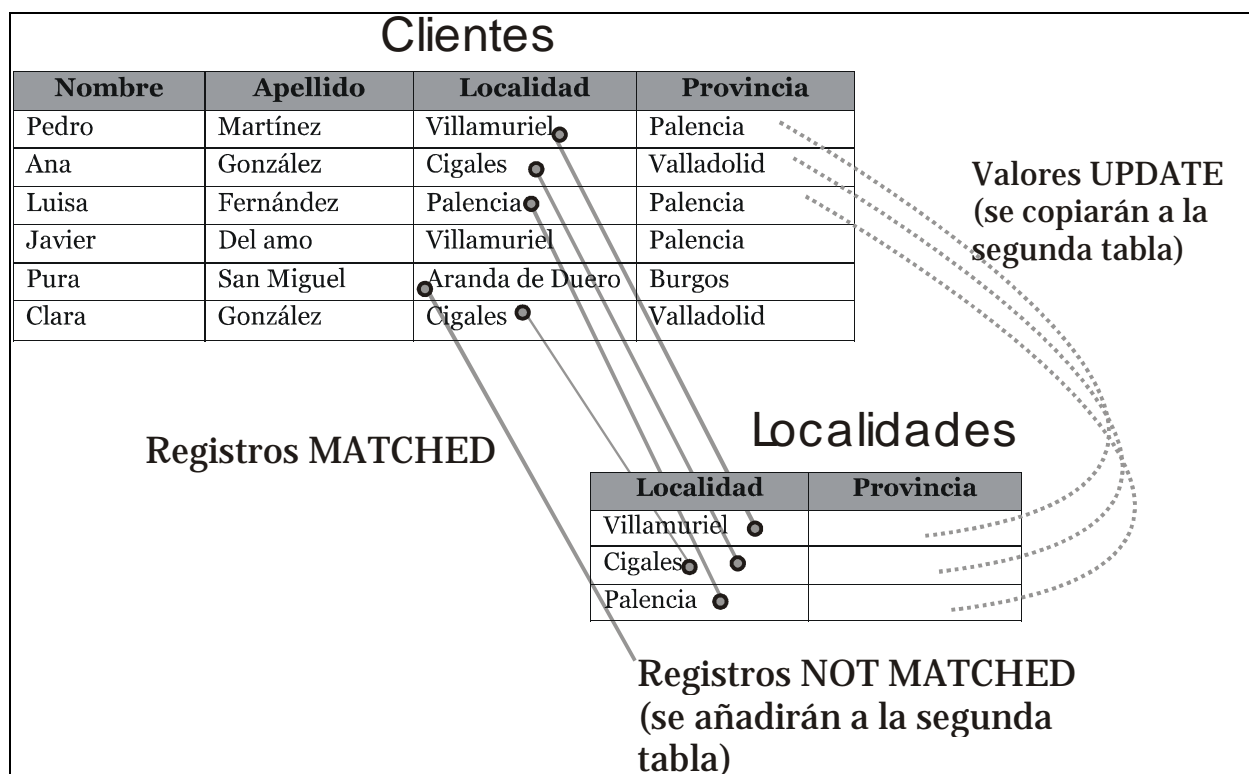 Clientes
Nombre Apellido Localidad Provincia
Pedro Martínez Villamuriel Palencia
Ana González Cigales Valladolid
Luisa Fernández Palencia Palencia
Javier Del amo Villamuriel Palencia
Pura San Miguel Aranda de Duero Burgos
Clara González Cigales Valladolid
Valores UPDATE
(se copiarán a la
segunda tabla)
Registros MATCHED
Localidades
Localidad Provincia
Villamuriel
Cigales
Palencia
Registros NOT MATCHED
(se añadirán a la segunda
tabla)